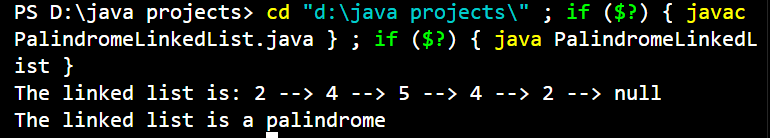 PS D:\java projects> cd "d:\java projects\" ; if ($?) { javac
PalindromeLinkedList.java } ; if ($?) { java PalindromeLinkedL
ist }
The linked list is: 2 --> 4 --> 5 --> 4 --> 2 --> null
The linked list is a palindrome